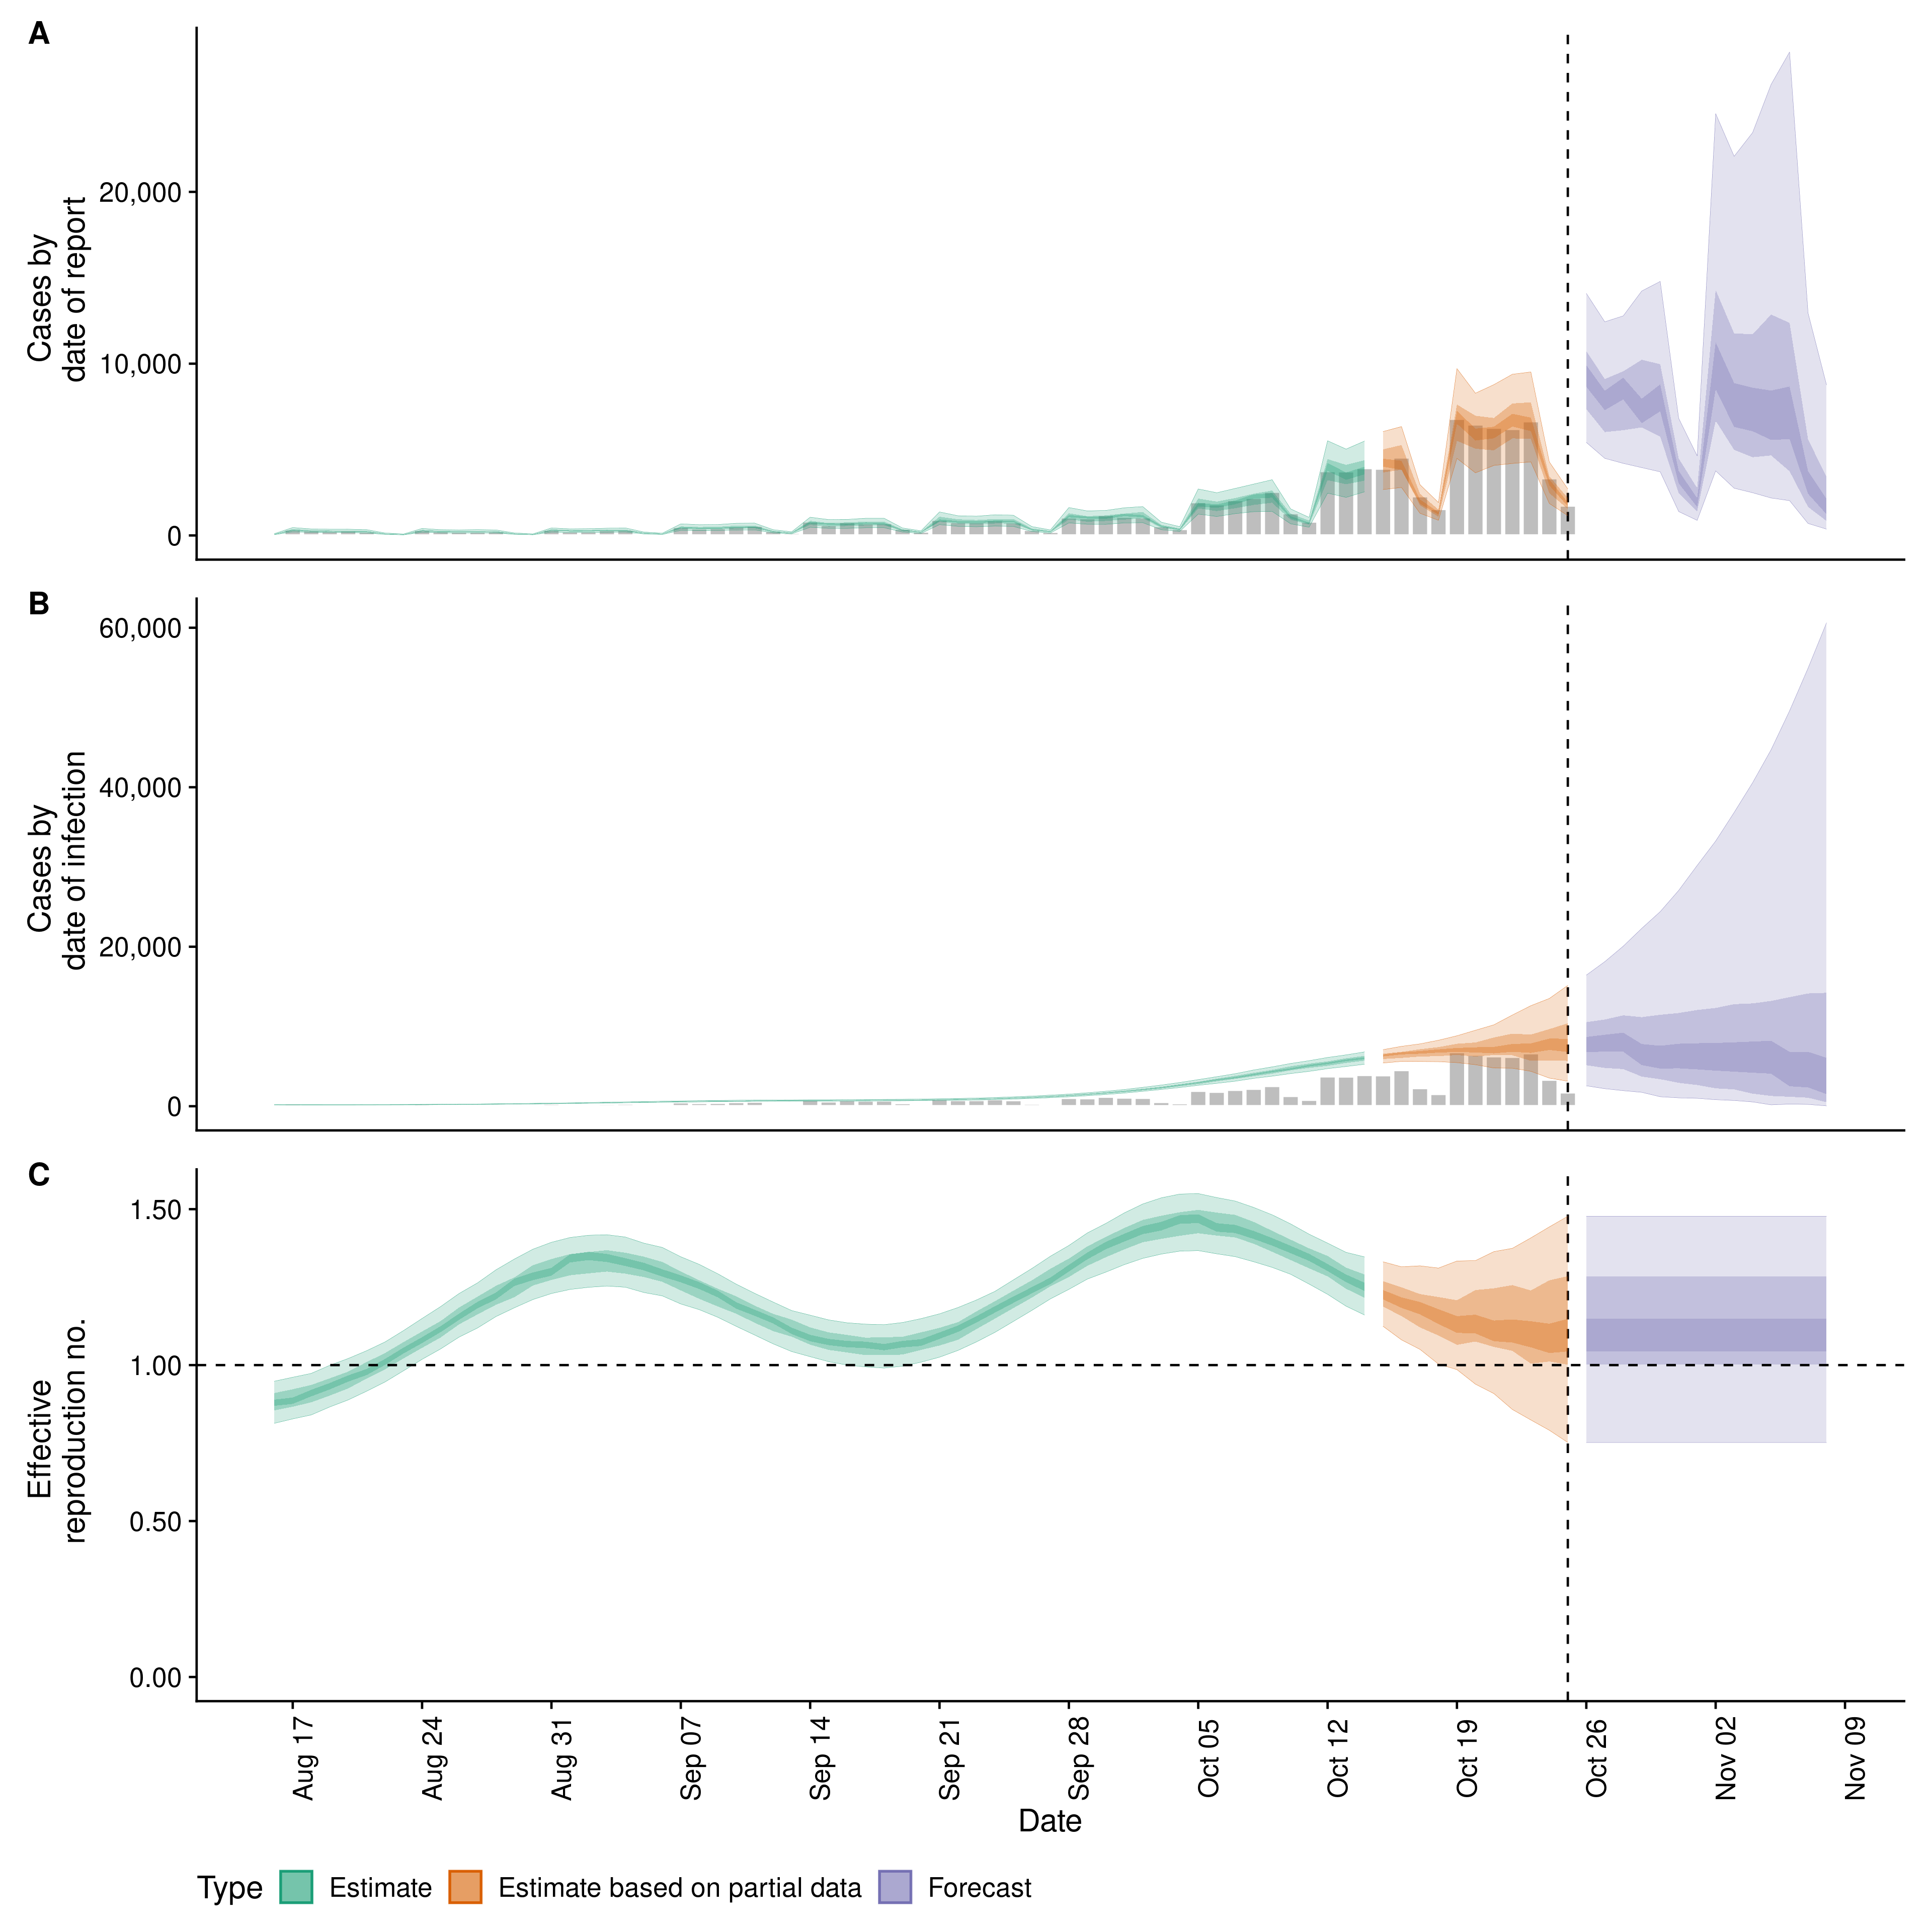 A
Cases by
date of report
20,000
10,000
0
B
Cases by
date of infection
60,000
40,000
20,000
0
C
Effective
reproduction no.
1.50
1.00
0.50
0.00
Aug 17
Aug 24
Aug 31
Sep 07
Sep 14
Sep 21
Sep 28
Oct 05
Oct 12
Oct 19
Oct 26
Nov 02
Nov 09
Date
Type Estimate Estimate based on partial data Forecast